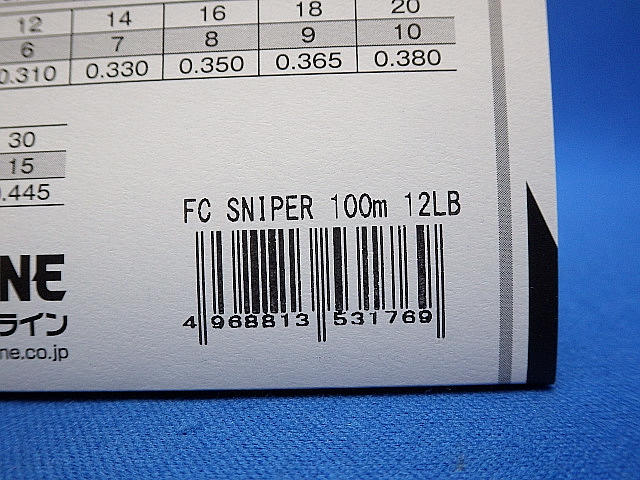 12 14 16 18 20
6 7 8 9 10
0.310 0.330 0.350 0.365 0.380
30
15
.445
FC SNIPER 100m 12LB
4 968813 531769
NE
ライン
ne.co.jp